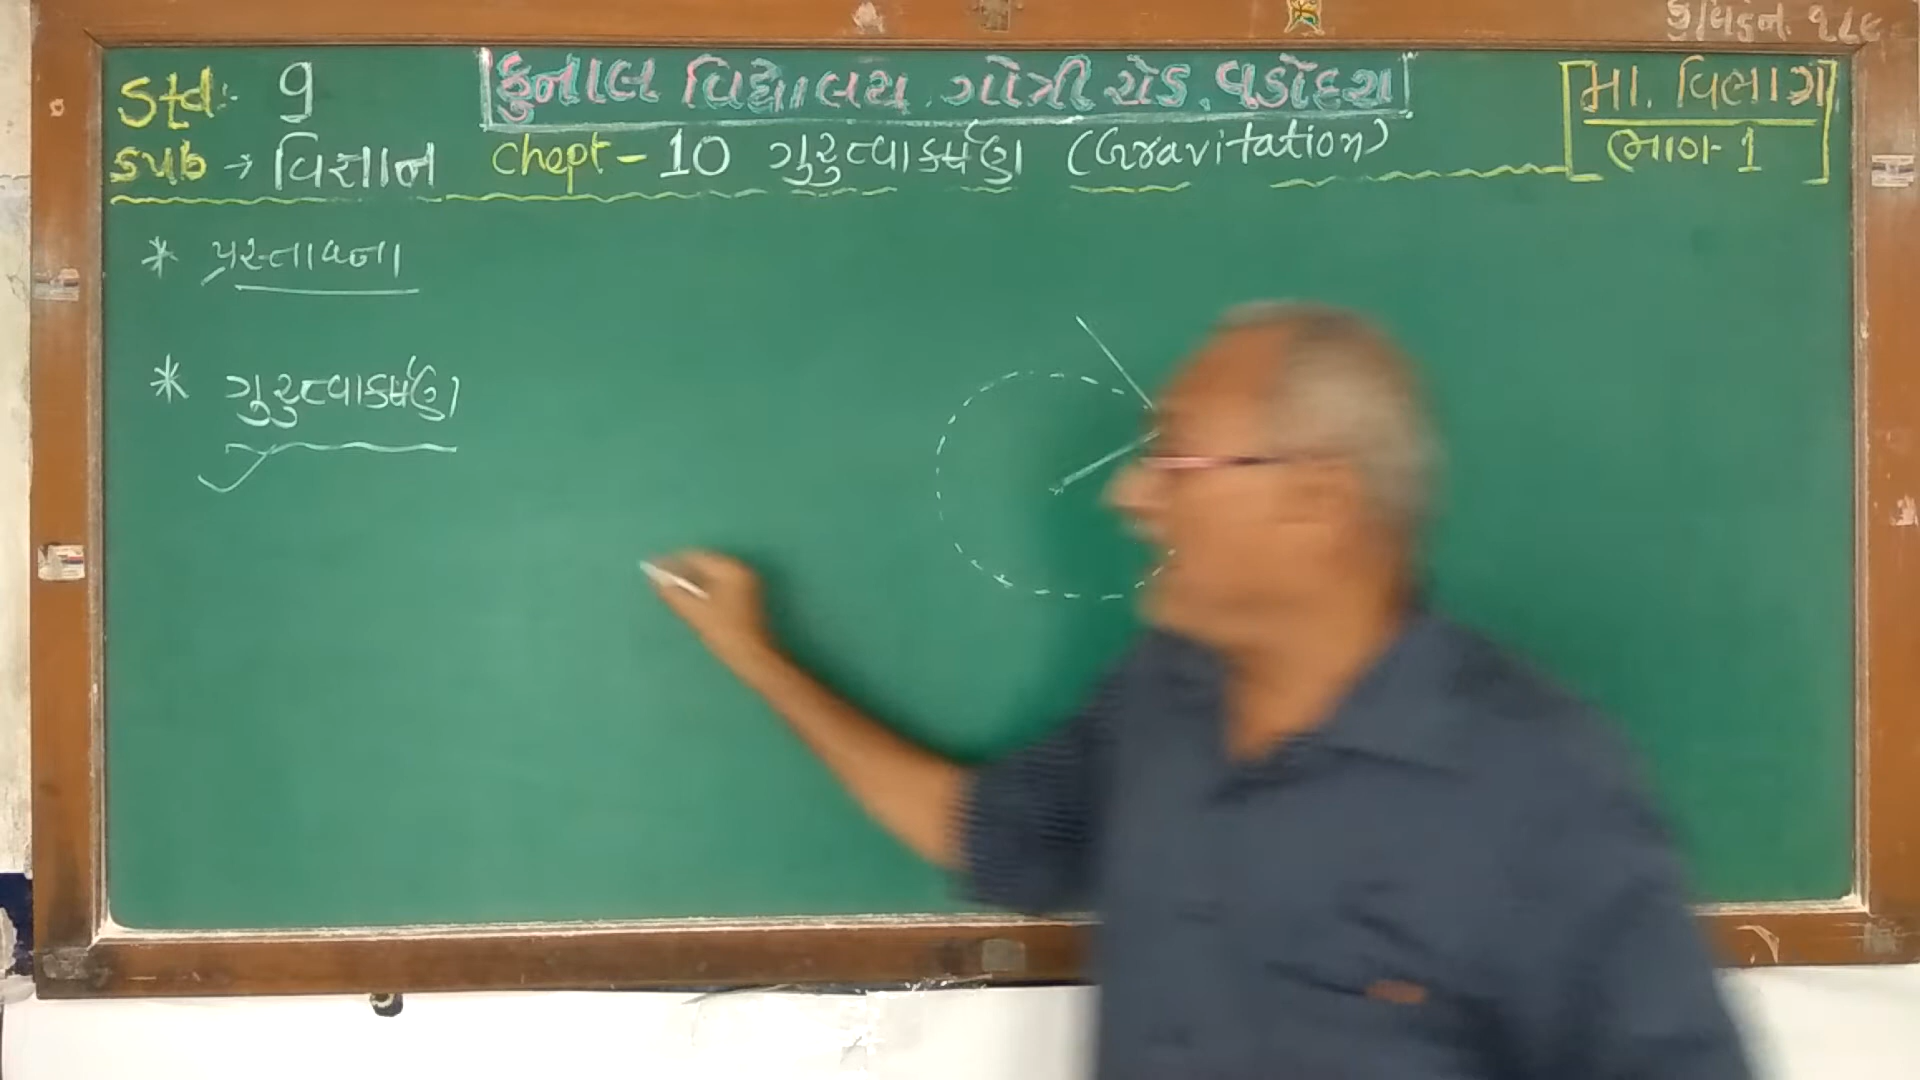 Std:- 9
કુનાલ વિદ્યાલય ગોત્રી રોડ, વડોદરા
મા. વિભાગ
Sub → વિજ્ઞાન
Chept - 10 ગુરુત્વાકર્ષણ (Gravitation)
ભાગ-1
* પ્રસ્તાવના
* ગુરુત્વાકર્ષણ